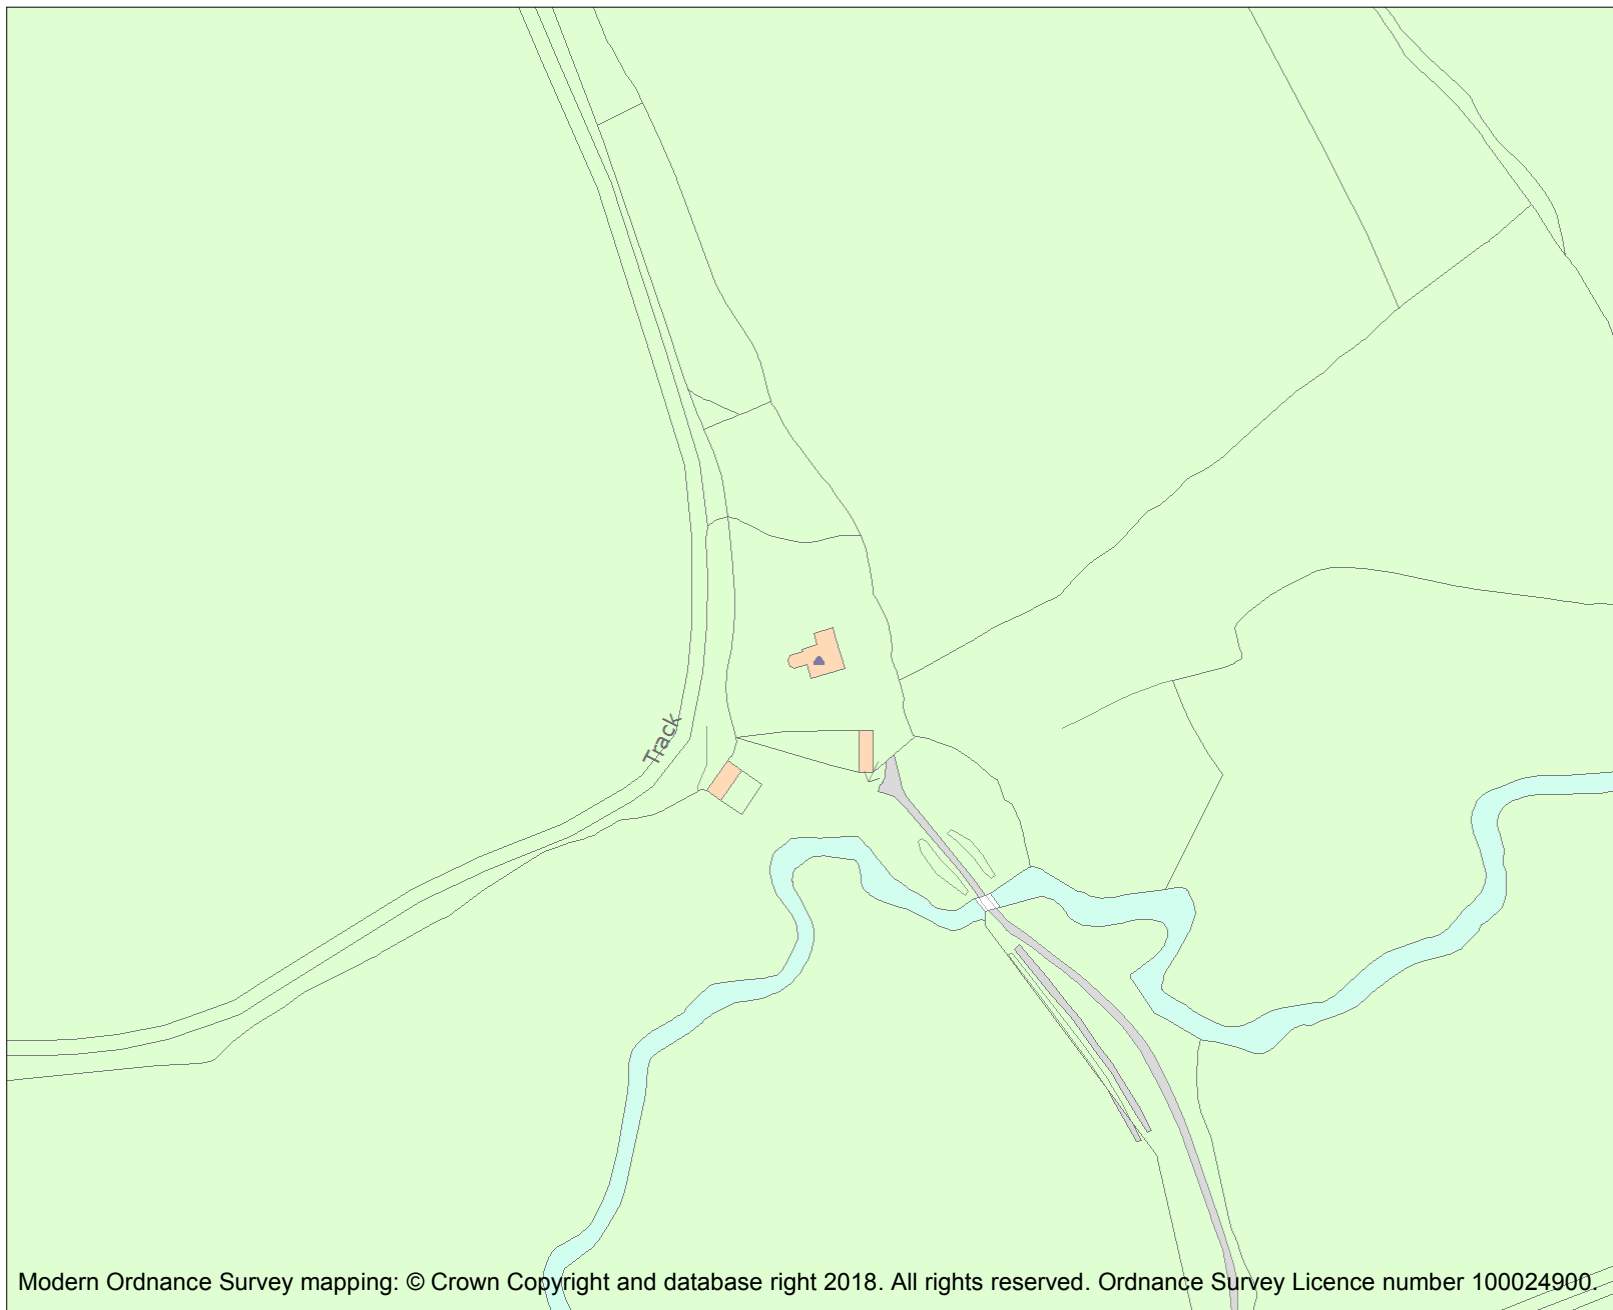 Track
Modern Ordnance Survey mapping: © Crown Copyright and database right 2018. All rights reserved. Ordnance Survey Licence number 100024900.